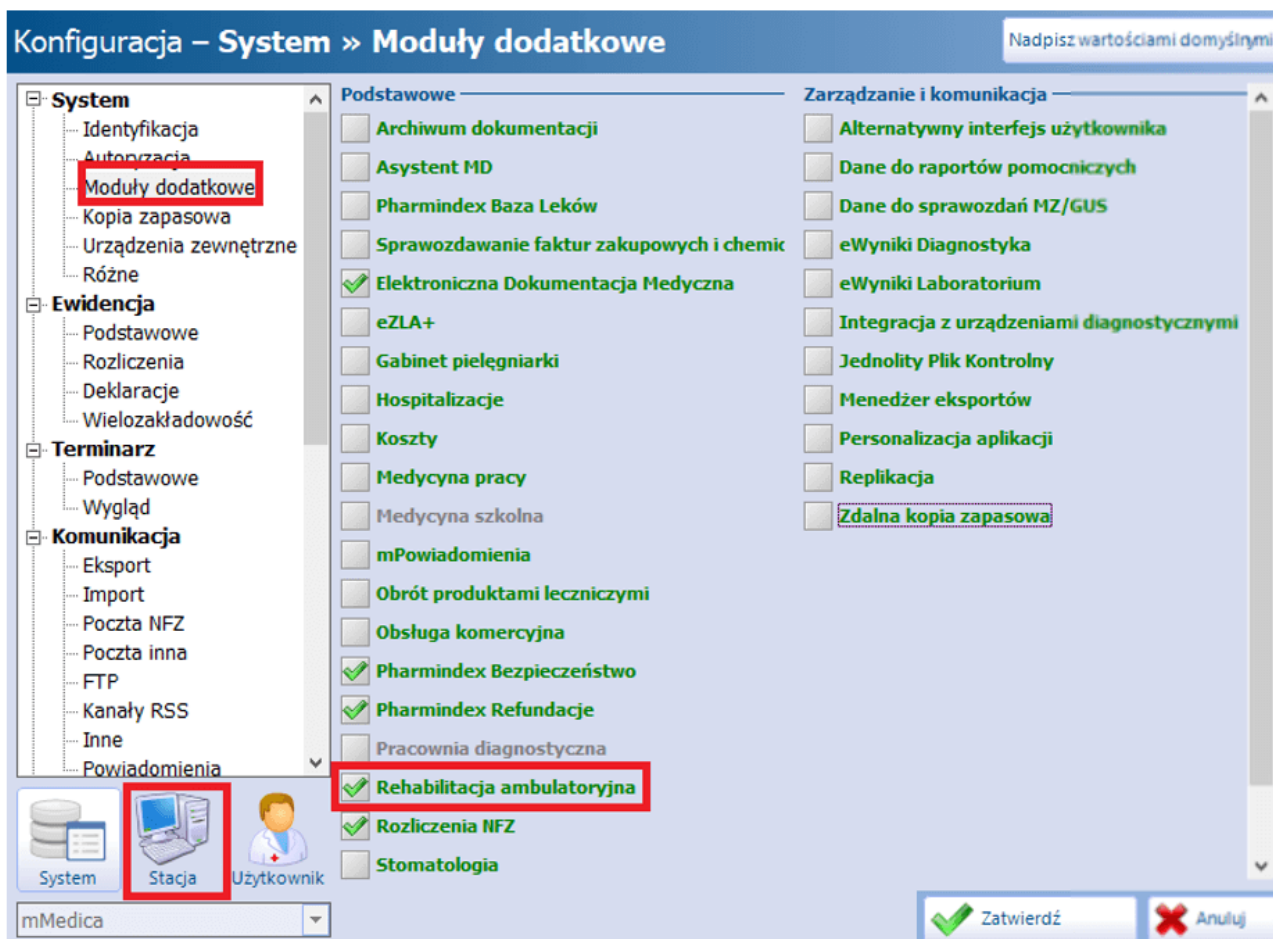 Konfiguracja – System » Moduły dodatkowe
Nadpisz wartościami domyślnymi
System
Identyfikacja
Autoryzacja
Moduły dodatkowe
Kopia zapasowa
Urządzenia zewnętrzne
Różne
Ewidencja
Podstawowe
Rozliczenia
Deklaracje
Wielozakładowość
Terminarz
Podstawowe
Wygląd
Komunikacja
Eksport
Import
Poczta NFZ
Poczta inna
FTP
Kanały RSS
Inne
Powiadomienia
System
Stacja
Użytkownik
mMedica
Podstawowe
Archiwum dokumentacji
Asystent MD
Pharmindex Baza Leków
Sprawozdawanie faktur zakupowych i chemic
Elektroniczna Dokumentacja Medyczna
eZLA+
Gabinet pielęgniarki
Hospitalizacje
Koszty
Medycyna pracy
Medycyna szkolna
mPowiadomienia
Obrót produktami leczniczymi
Obsługa komercyjna
Pharmindex Bezpieczeństwo
Pharmindex Refundacje
Pracownia diagnostyczna
Rehabilitacja ambulatoryjna
Rozliczenia NFZ
Stomatologia
Zarządzanie i komunikacja
Alternatywny interfejs użytkownika
Dane do raportów pomocniczych
Dane do sprawozdań MZ/GUS
eWyniki Diagnostyka
eWyniki Laboratorium
Integracja z urządzeniami diagnostycznymi
Jednolity Plik Kontrolny
Menedżer eksportów
Personalizacja aplikacji
Replikacja
Zdalna kopia zapasowa
Zatwierdź
Anuluj